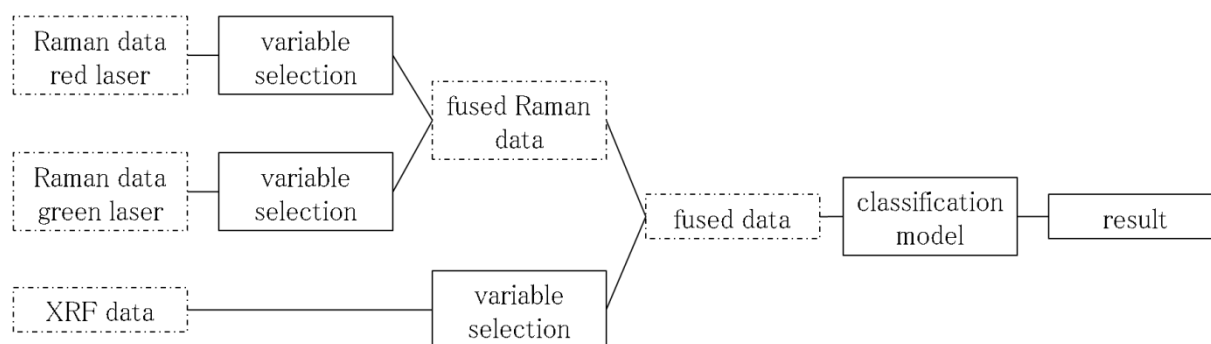 Raman data
red laser
variable
selection
fused Raman
data
Raman data
green laser
variable
selection
fused data
classification
model
result
XRF data
variable
selection